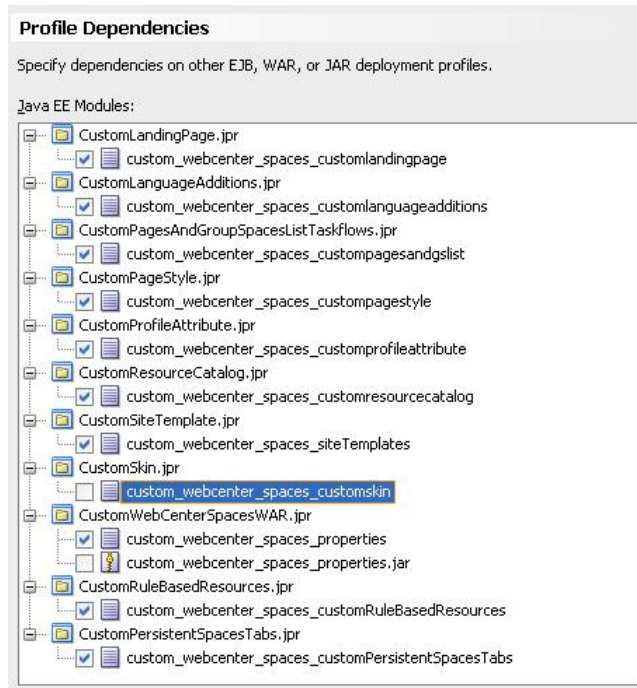 Profile Dependencies
Specify dependencies on other EJB, WAR, or JAR deployment profiles.
Java EE Modules:
CustomLandingPage.jpr
custom_webcenter_spaces_customlandingpage
CustomLanguageAdditions.jpr
custom_webcenter_spaces_customlanguageadditions
CustomPagesAndGroupSpacesListTaskflows.jpr
custom_webcenter_spaces_custompagesandgslist
CustomPageStyle.jpr
custom_webcenter_spaces_custompagestyle
CustomProfileAttribute.jpr
custom_webcenter_spaces_customprofileattribute
CustomResourceCatalog.jpr
custom_webcenter_spaces_customresourcecatalog
CustomSiteTemplate.jpr
custom_webcenter_spaces_siteTemplates
CustomSkin.jpr
custom_webcenter_spaces_customskin
CustomWebCenterSpacesWAR.jpr
custom_webcenter_spaces_properties
custom_webcenter_spaces_properties.jar
CustomRuleBasedResources.jpr
custom_webcenter_spaces_customRuleBasedResources
CustomPersistentSpacesTabs.jpr
custom_webcenter_spaces_customPersistentSpacesTabs